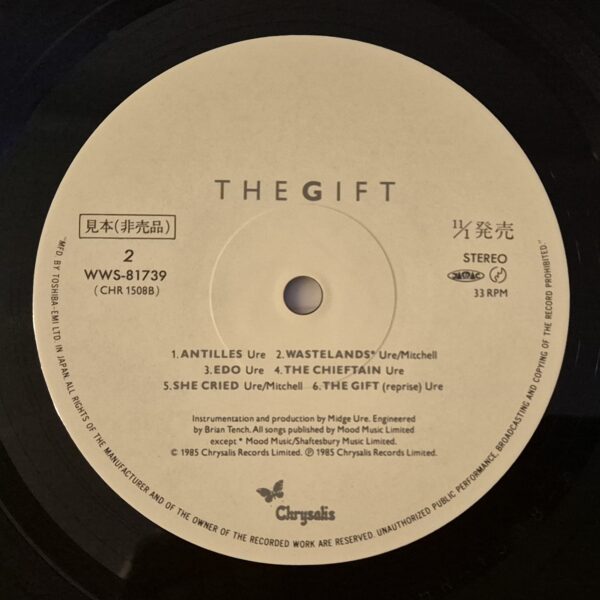 THE GIFT
見本(非売品)
11/1 発売
2
WWS-81739
(CHR 1508B)
STEREO
JASRAC
33 RPM
1. ANTILLES Ure 2. WASTELANDS* Ure/Mitchell
3. EDO Ure 4. THE CHIEFTAIN Ure
5. SHE CRIED Ure/Mitchell 6. THE GIFT (reprise) Ure
Instrumentation and production by Midge Ure. Engineered
by Brian Tench. All songs published by Mood Music Limited
except * Mood Music/Shaftesbury Music Limited.
© 1985 Chrysalis Records Limited. ℗ 1985 Chrysalis Records Limited.
Chrysalis
"MFD. BY TOSHIBA-EMI LTD. IN JAPAN. ALL RIGHTS OF THE MANUFACTURER AND OF THE OWNER OF THE RECORDED WORK ARE RESERVED. UNAUTHORIZED PUBLIC PERFORMANCE, BROADCASTING AND COPYING OF THE RECORD PROHIBITED."